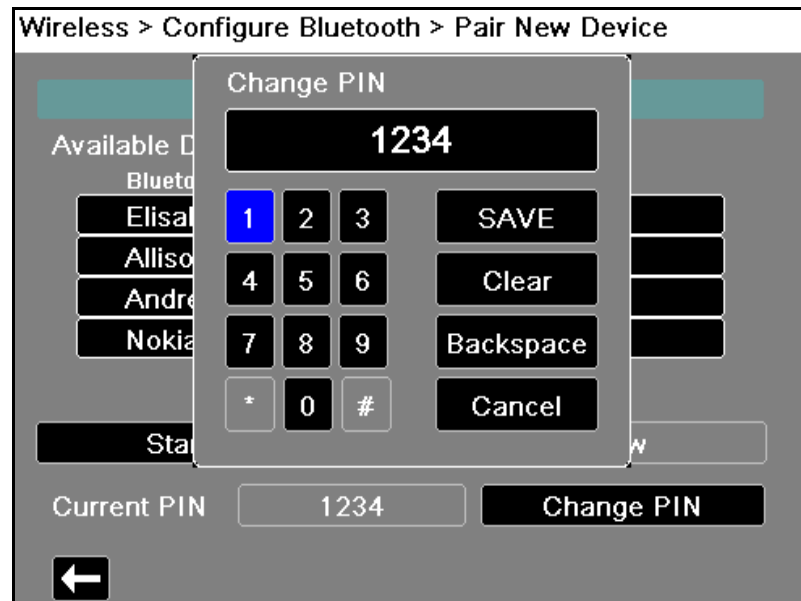 Wireless > Configure Bluetooth > Pair New Device
Change PIN
1234
Available
1 2 3 SAVE
4 5 6 Clear
7 8 9 Backspace
* 0 # Cancel
Current PIN 1234 Change PIN